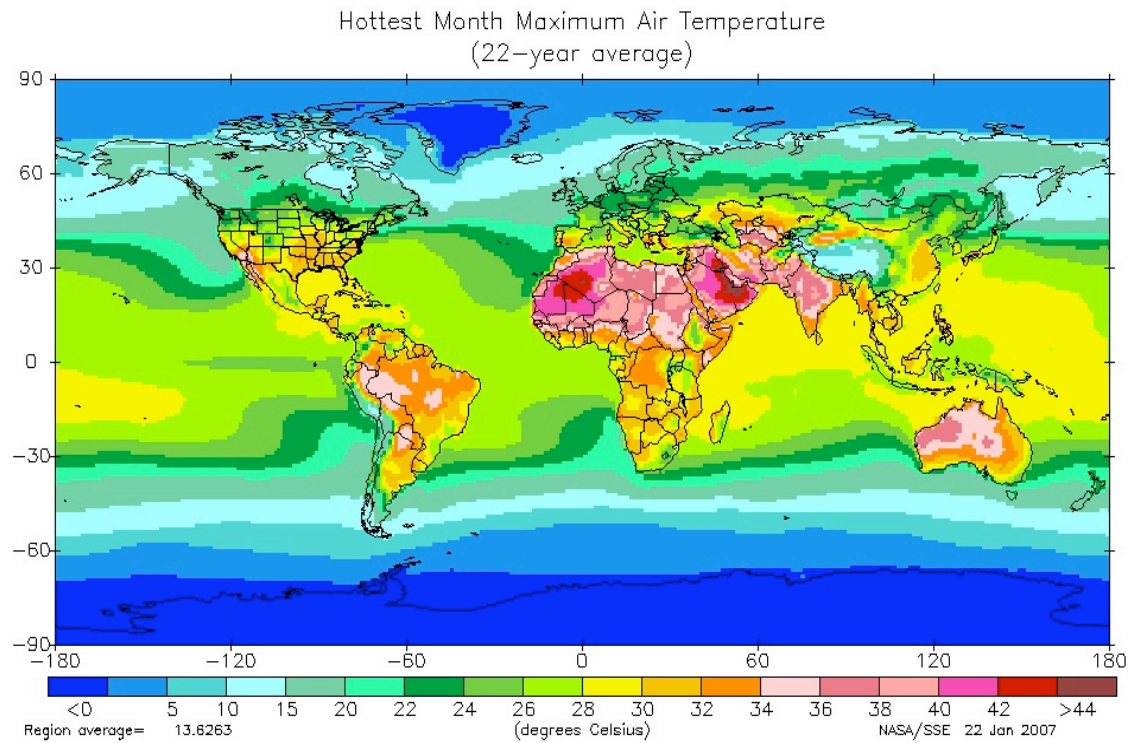 Hottest Month Maximum Air Temperature
(22-year average)
90
60
30
0
-30
-60
-90
-180 -120 -60 0 60 120 180
<0 5 10 15 20 22 24 26 28 30 32 34 36 38 40 42 >44
Region average= 13.6263 (degrees Celsius) NASA/SSE 22 Jan 2007